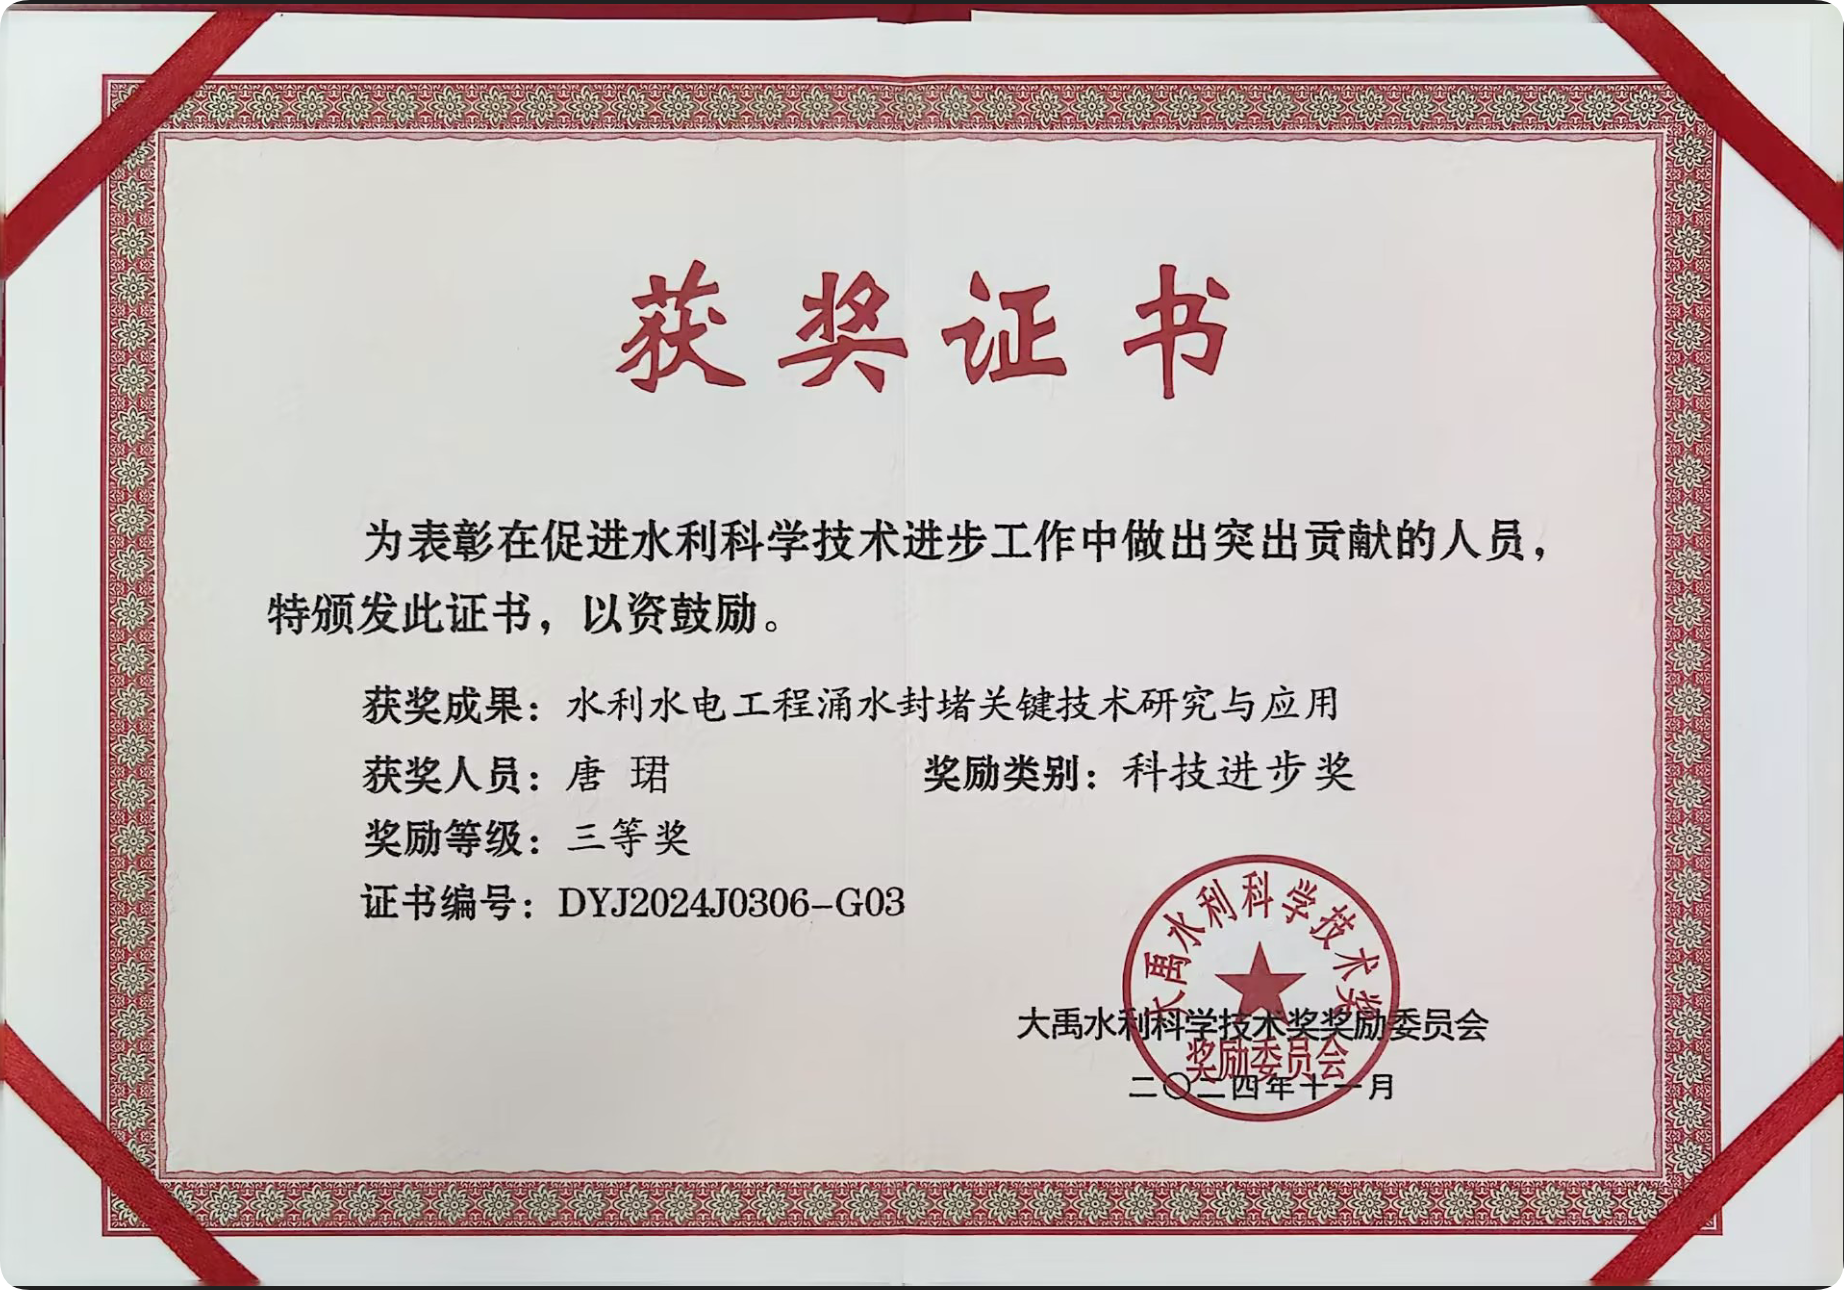 获奖证书
为表彰在促进水利科学技术进步工作中做出突出贡献的人员，
特颁发此证书，以资鼓励。
获奖成果：水利水电工程涌水封堵关键技术研究与应用
获奖人员：唐 珺 奖励类别：科技进步奖
奖励等级：三等奖
证书编号：DYJ2024J0306-G03
大禹水利科学技术奖
奖励委员会
大禹水利科学技术奖奖励委员会
二〇二四年十一月